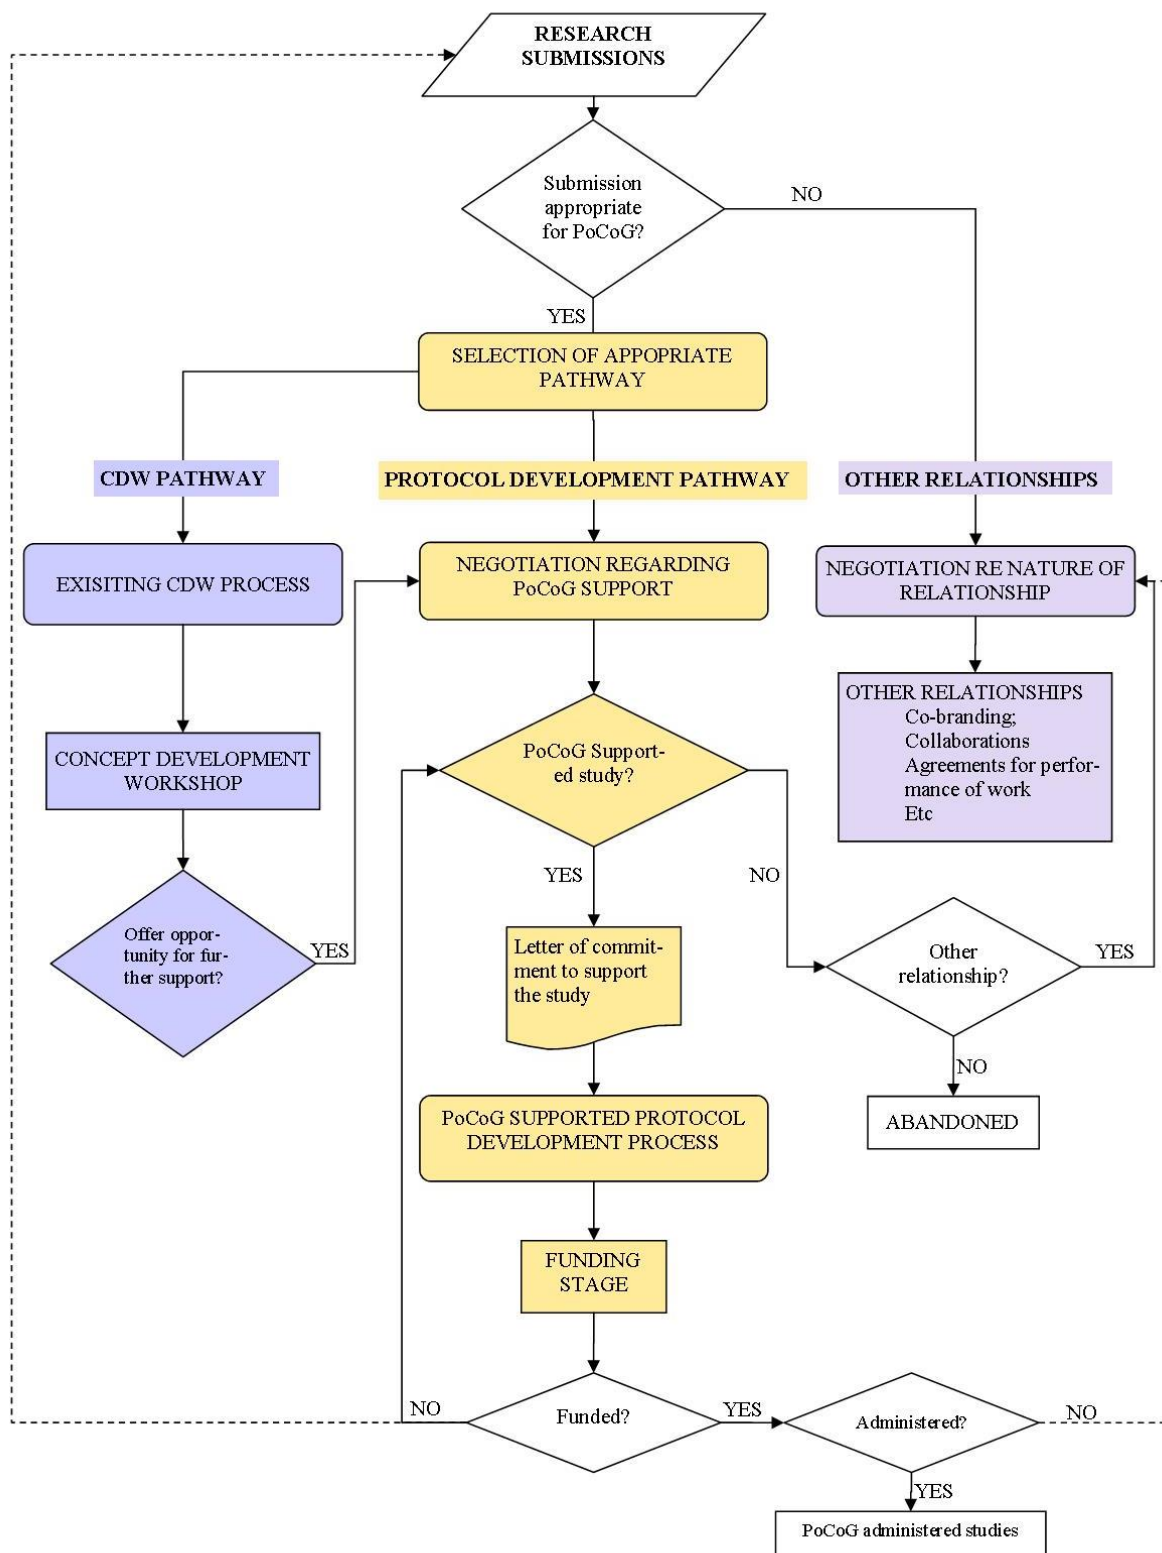 RESEARCH
SUBMISSIONS
Submission
appropriate
for PoCoG?
NO
YES
SELECTION OF APPOPRIATE
PATHWAY
CDW PATHWAY
PROTOCOL DEVELOPMENT PATHWAY
OTHER RELATIONSHIPS
EXISITING CDW PROCESS
NEGOTIATION REGARDING
PoCoG SUPPORT
NEGOTIATION RE NATURE OF
RELATIONSHIP
OTHER RELATIONSHIPS
Co-branding;
Collaborations
Agreements for perfor-
mance of work
Etc
CONCEPT DEVELOPMENT
WORKSHOP
PoCoG Support-
ed study?
YES
NO
Offer oppor-
tunity for fur-
ther support?
YES
Letter of commit-
ment to support
the study
Other
relationship?
YES
NO
ABANDONED
PoCoG SUPPORTED PROTOCOL
DEVELOPMENT PROCESS
FUNDING
STAGE
NO
Funded?
YES
Administered?
NO
YES
PoCoG administered studies